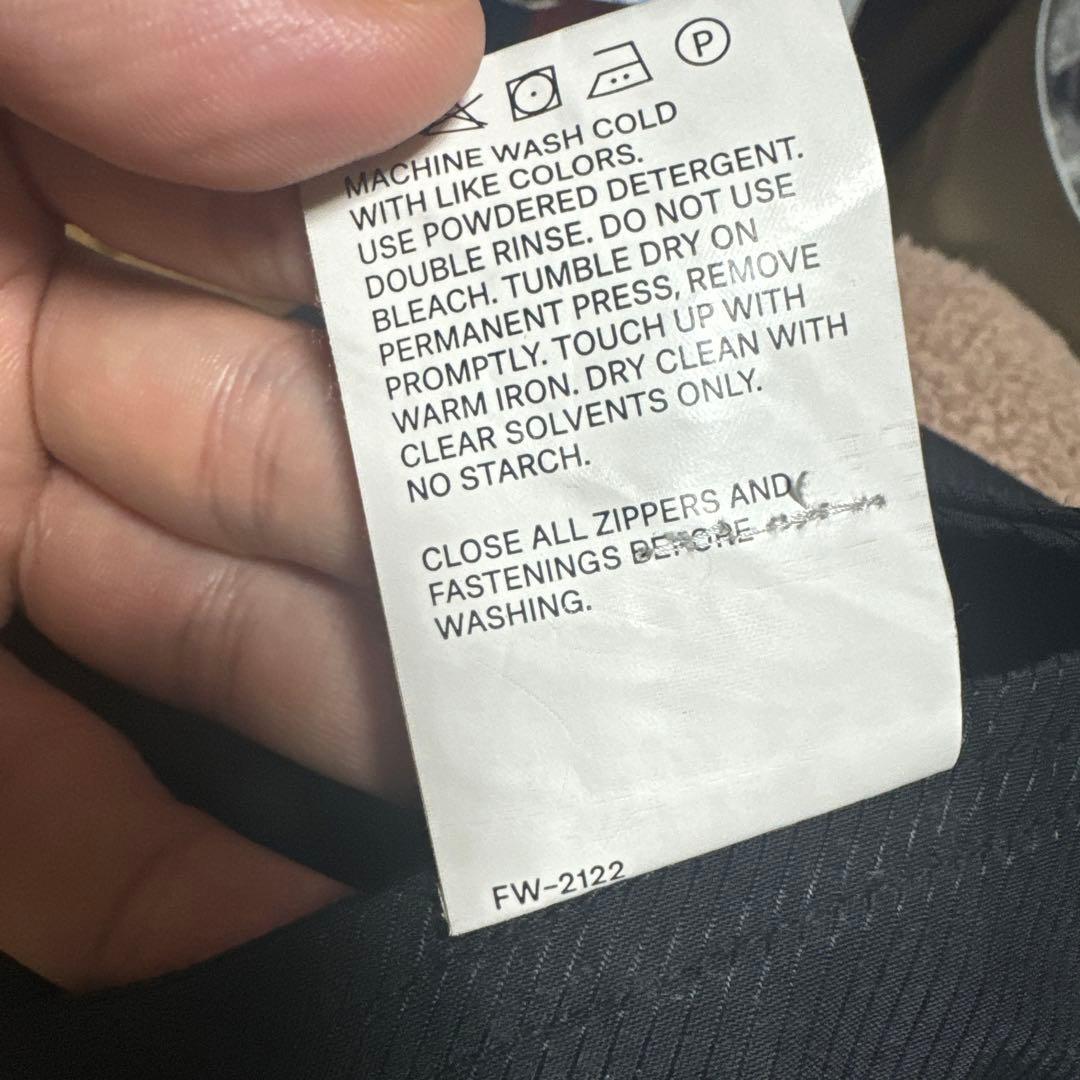 P
MACHINE WASH COLD
WITH LIKE COLORS.
USE POWDERED DETERGENT.
DOUBLE RINSE. DO NOT USE
BLEACH. TUMBLE DRY ON
PERMANENT PRESS, REMOVE
PROMPTLY. TOUCH UP WITH
WARM IRON. DRY CLEAN WITH
CLEAR SOLVENTS ONLY.
NO STARCH.
CLOSE ALL ZIPPERS AND
FASTENINGS BEFORE
WASHING.
FW-2122